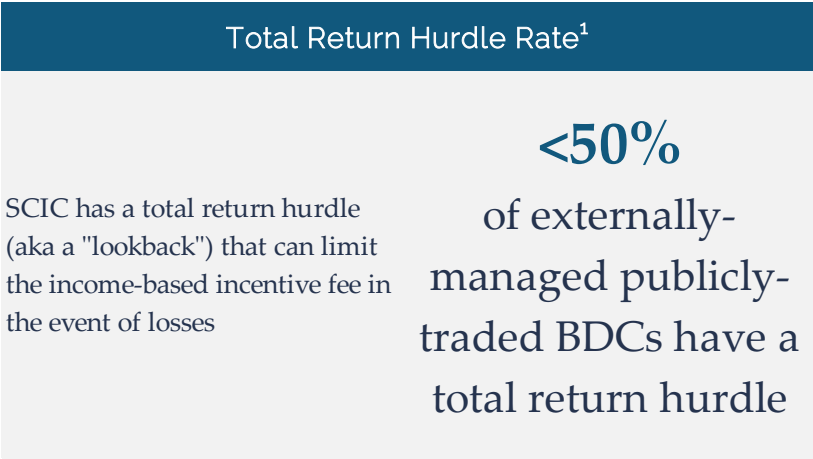 Total Return Hurdle Rate¹
SCIC has a total return hurdle
(aka a "lookback") that can limit
the income-based incentive fee in
the event of losses
<50%
of externally-
managed publicly-
traded BDCs have a
total return hurdle